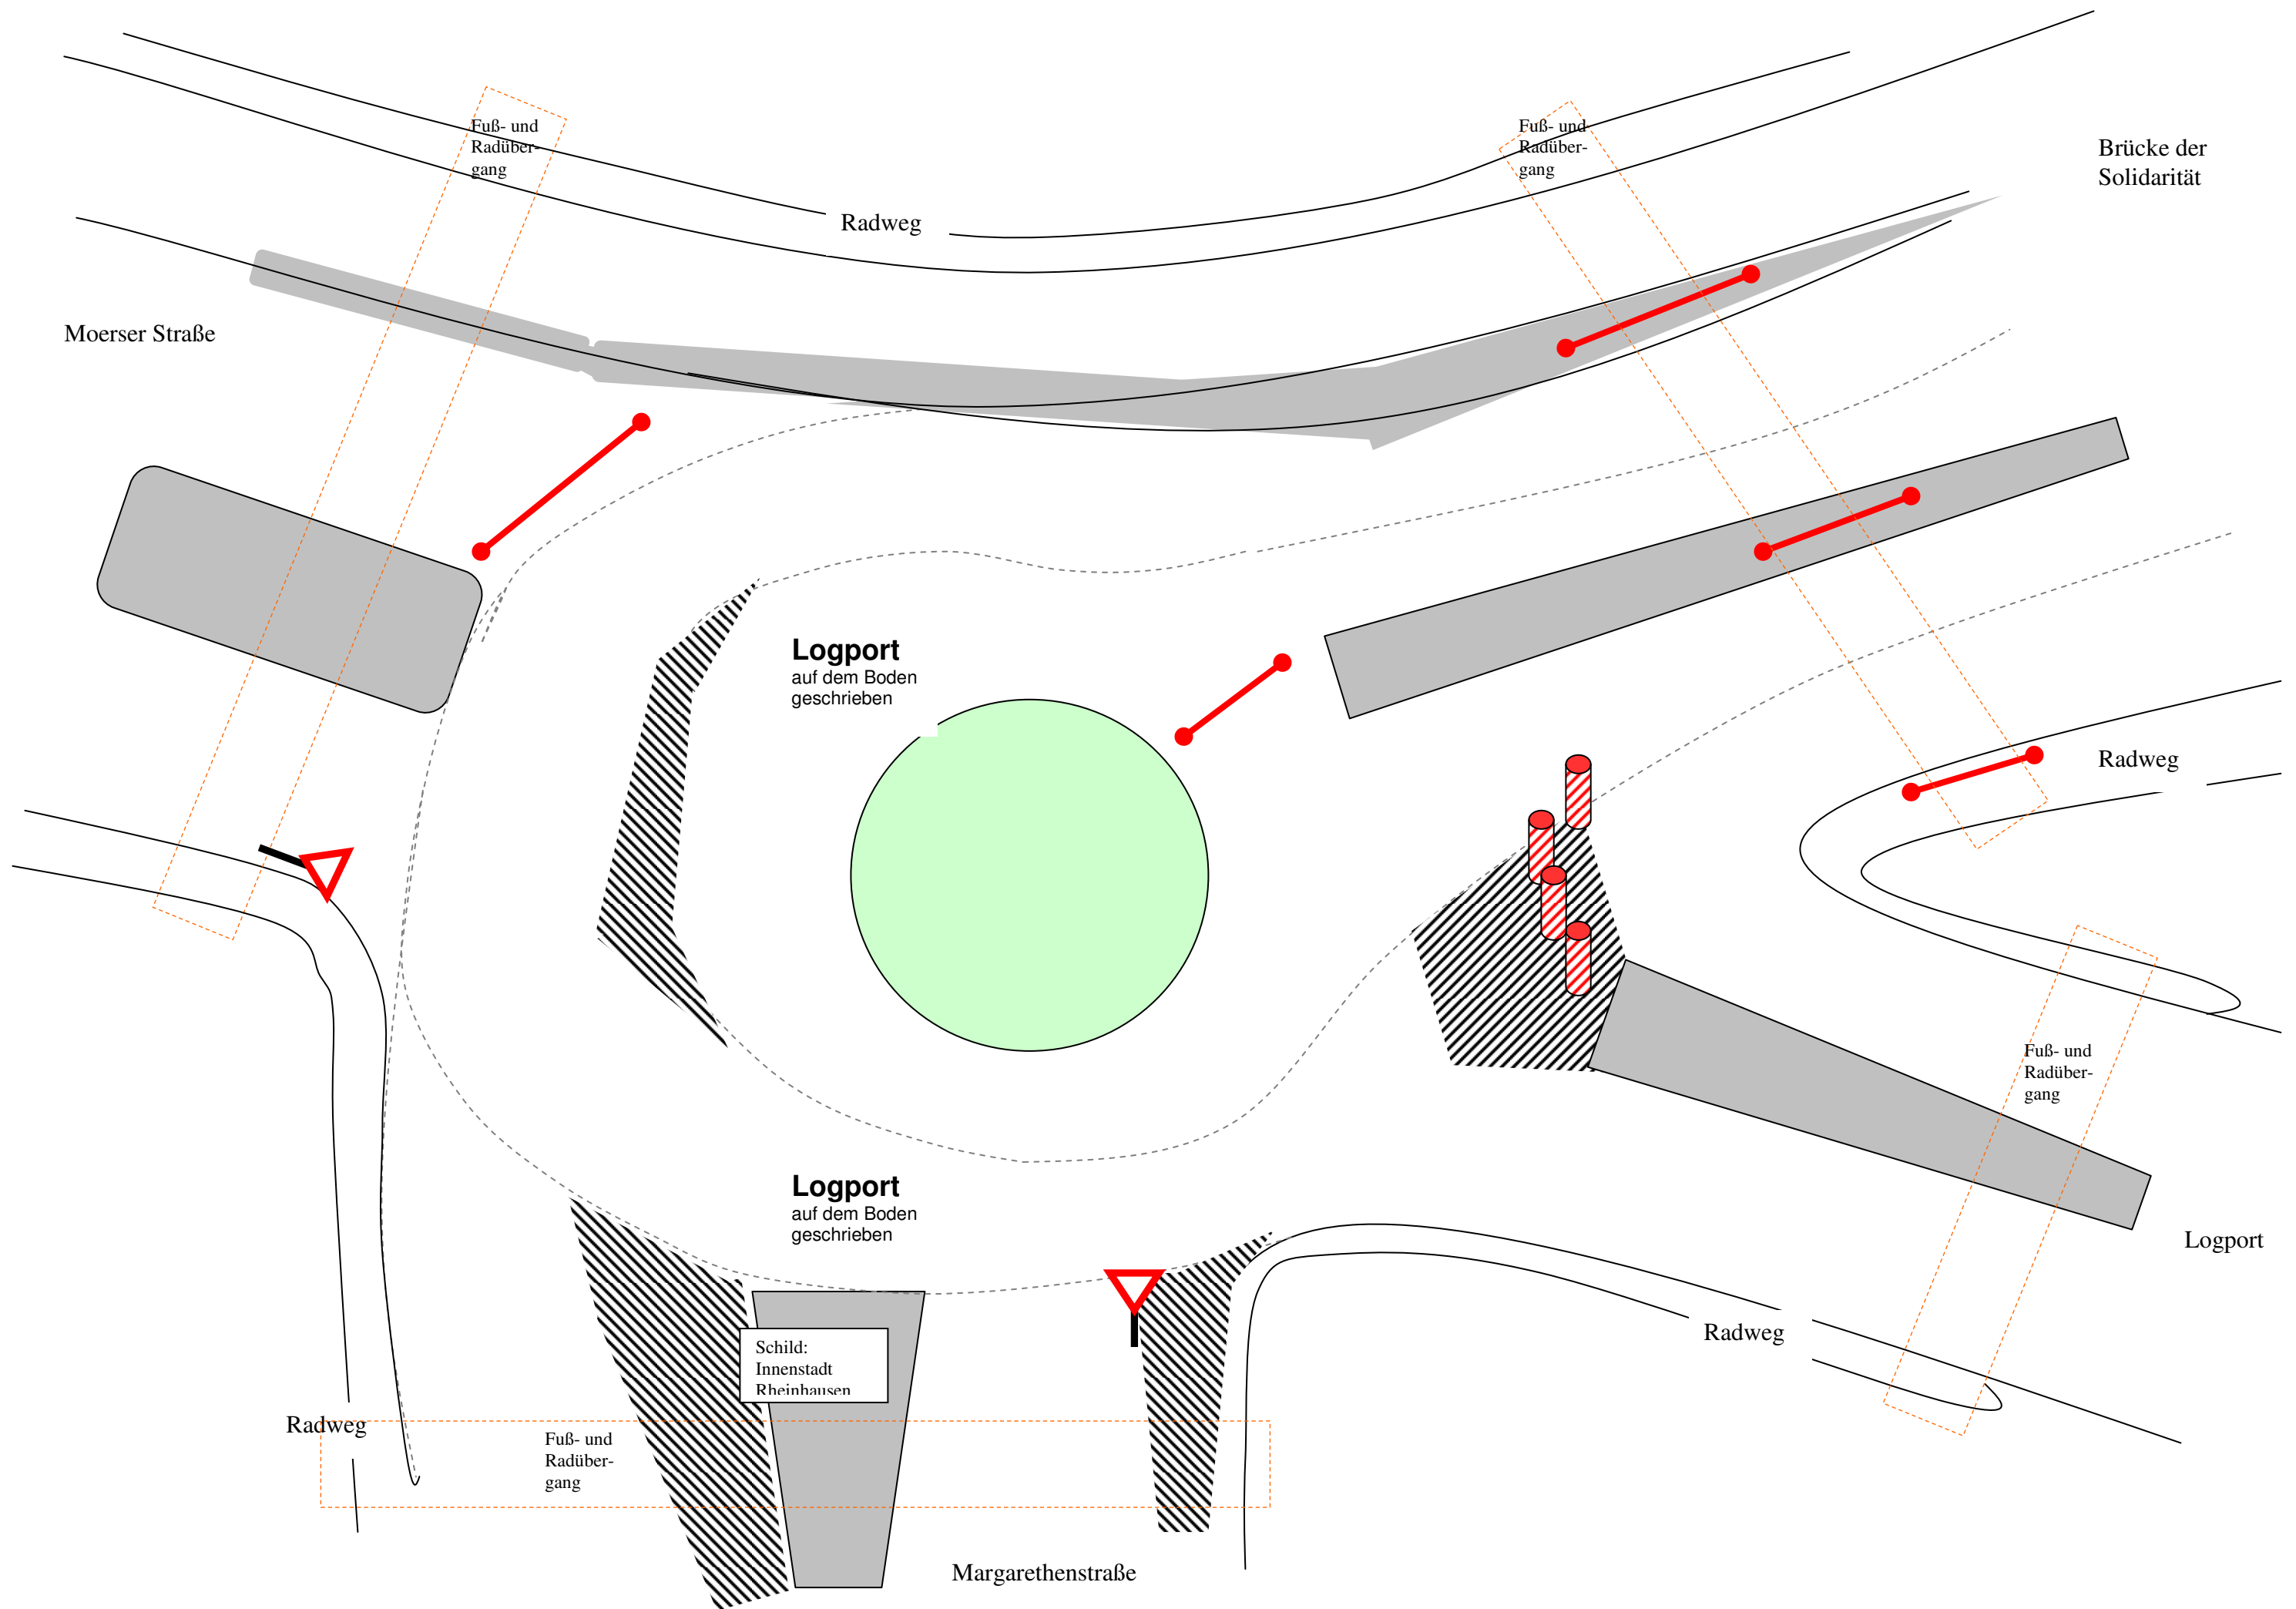 Fuß- und
Radüber-
gang
Fuß- und
Radüber-
gang
Brücke der
Solidarität
Radweg
Moerser Straße
Logport
auf dem Boden
geschrieben
Radweg
Fuß- und
Radüber-
gang
Logport
auf dem Boden
geschrieben
Logport
Radweg
Schild:
Innenstadt
Rheinhausen
Radweg
Fuß- und
Radüber-
gang
Margarethenstraße